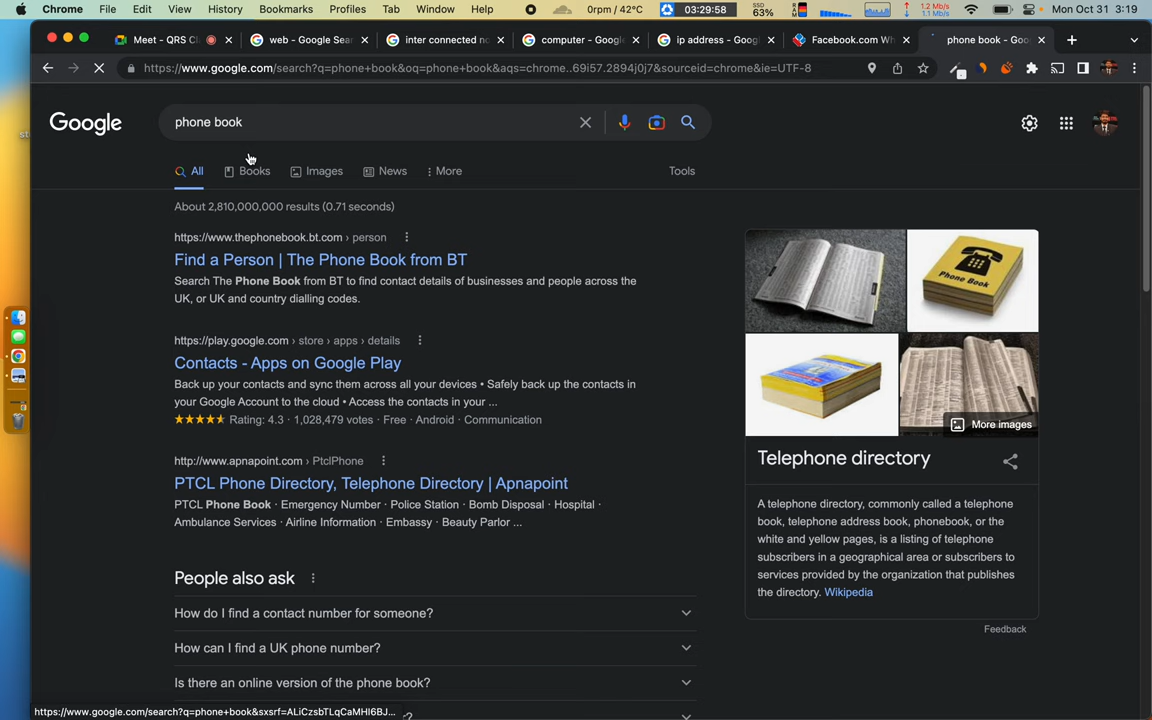 Chrome File Edit View History Bookmarks Profiles Tab Window Help 0rpm / 42°C 03:29:58 SSD 63% 1.2 Mb/s 1.1 Mb/s Mon Oct 31 3:19
Meet - QRS Cl web - Google Sear inter connected ne computer - Google ip address - Googl Facebook.com Wh phone book - Goo
https://www.google.com/search?q=phone+book&oq=phone+book&aqs=chrome..69i57.2894j0j7&sourceid=chrome&ie=UTF-8
Google phone book
All Books Images News More Tools
About 2,810,000,000 results (0.71 seconds)
https://www.thephonebook.bt.com › person
Find a Person | The Phone Book from BT
Search The Phone Book from BT to find contact details of businesses and people across the
UK, or UK and country dialling codes.
https://play.google.com › store › apps › details
Contacts - Apps on Google Play
Back up your contacts and sync them across all your devices • Safely back up the contacts in
your Google Account to the cloud • Access the contacts in your ...
Rating: 4.3 · 1,028,479 votes · Free · Android · Communication
http://www.apnapoint.com › PtclPhone
PTCL Phone Directory, Telephone Directory | Apnapoint
PTCL Phone Book · Emergency Number · Police Station · Bomb Disposal · Hospital ·
Ambulance Services · Airline Information · Embassy · Beauty Parlor ...
People also ask
How do I find a contact number for someone?
How can I find a UK phone number?
Is there an online version of the phone book?
Phone Book
More images
Telephone directory
A telephone directory, commonly called a telephone
book, telephone address book, phonebook, or the
white and yellow pages, is a listing of telephone
subscribers in a geographical area or subscribers to
services provided by the organization that publishes
the directory. Wikipedia
Feedback
https://www.google.com/search?q=phone+book&sxsrf=ALiCzsbTLqCaMHI6BJ...